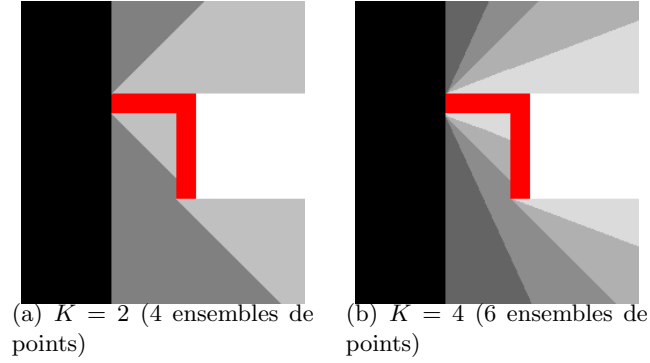 (a) K = 2 (4 ensembles de
points)
(b) K = 4 (6 ensembles de
points)